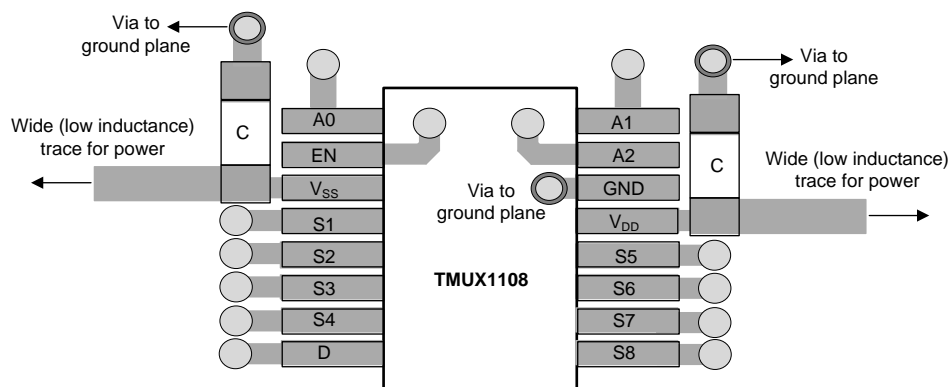 Via to
ground plane
Via to
ground plane
Wide (low inductance)
trace for power
C
A0
EN
V_SS
S1
S2
S3
S4
D
Via to
ground plane
TMUX1108
A1
A2
GND
V_DD
S5
S6
S7
S8
C
Wide (low inductance)
trace for power